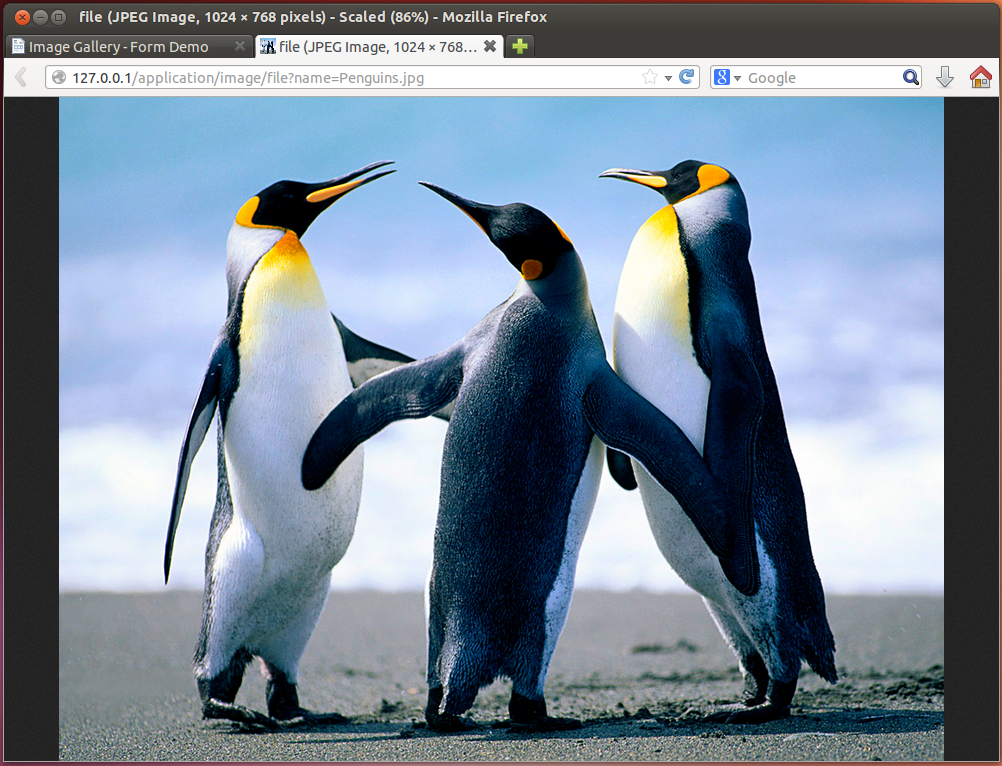 file (JPEG Image, 1024 × 768 pixels) - Scaled (86%) - Mozilla Firefox
Image Gallery - Form Demo
file (JPEG Image, 1024 × 768...
127.0.0.1/application/image/file?name=Penguins.jpg
Google